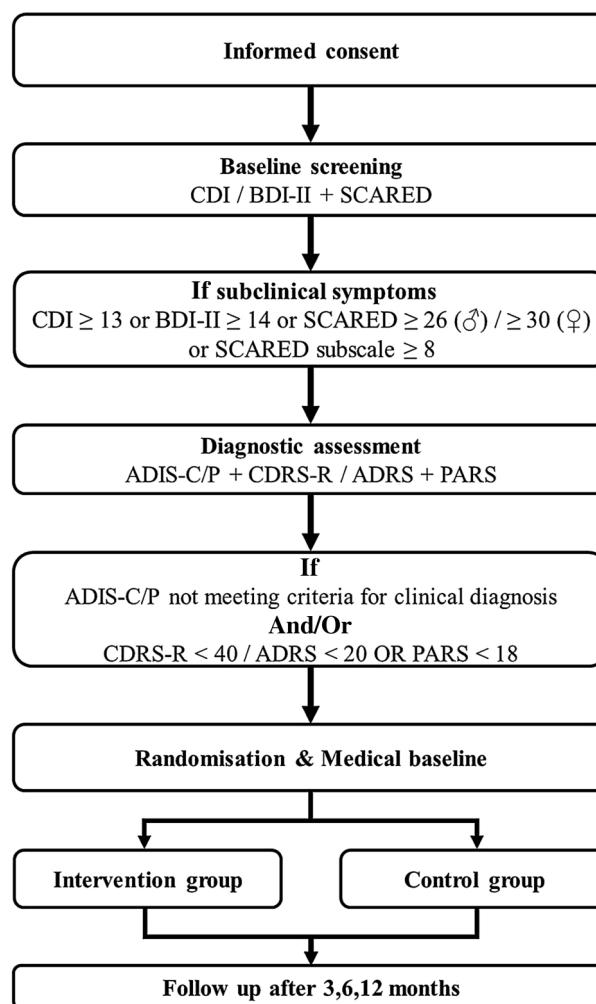 Informed consent
Baseline screening
CDI / BDI-II + SCARED
If subclinical symptoms
CDI ≥ 13 or BDI-II ≥ 14 or SCARED ≥ 26 (♂) / ≥ 30 (♀)
or SCARED subscale ≥ 8
Diagnostic assessment
ADIS-C/P + CDRS-R / ADRS + PARS
If
ADIS-C/P not meeting criteria for clinical diagnosis
And/Or
CDRS-R < 40 / ADRS < 20 OR PARS < 18
Randomisation & Medical baseline
Intervention group
Control group
Follow up after 3,6,12 months